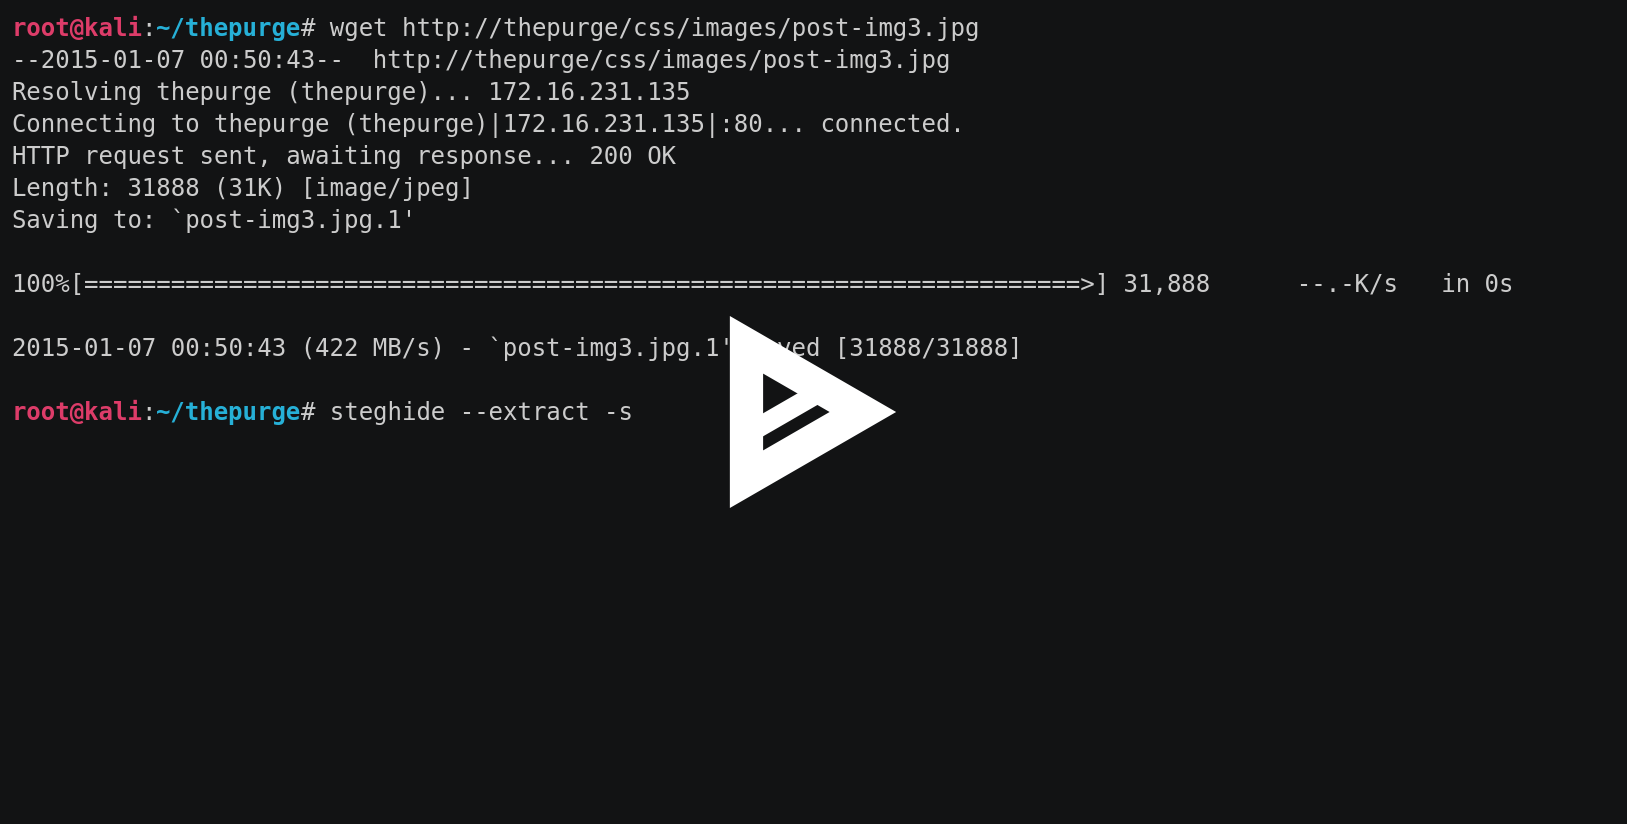 root@kali:~/thepurge# wget http://thepurge/css/images/post-img3.jpg
--2015-01-07 00:50:43--  http://thepurge/css/images/post-img3.jpg
Resolving thepurge (thepurge)... 172.16.231.135
Connecting to thepurge (thepurge)|172.16.231.135|:80... connected.
HTTP request sent, awaiting response... 200 OK
Length: 31888 (31K) [image/jpeg]
Saving to: `post-img3.jpg.1'
100%[=====================================================================>] 31,888      --.-K/s   in 0s
2015-01-07 00:50:43 (422 MB/s) - `post-img3.jpg.1' [31888/31888]
root@kali:~/thepurge# steghide --extract -s